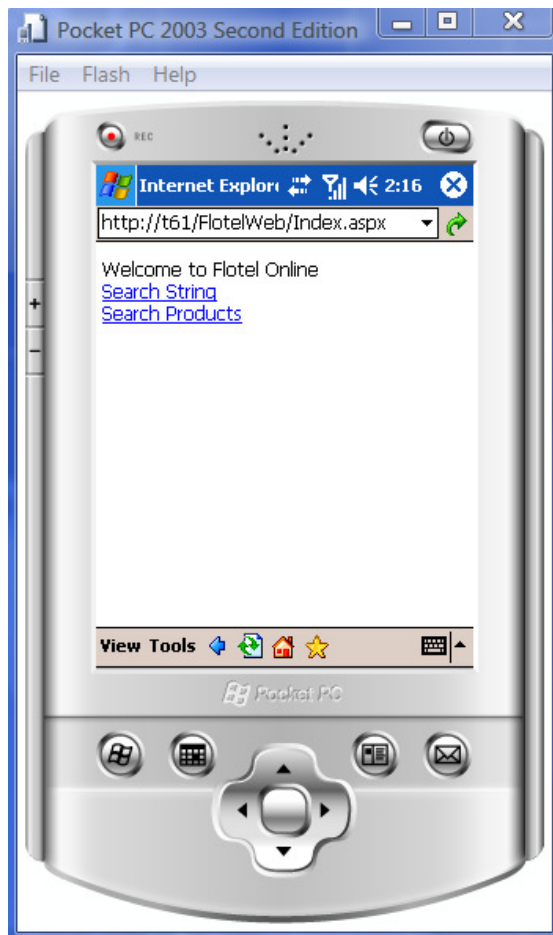 Pocket PC 2003 Second Edition
File Flash Help
REC
Internet Explor 2:16
http://t61/FlotelWeb/Index.aspx
Welcome to Flotel Online
Search String
Search Products
View Tools
Pocket PC